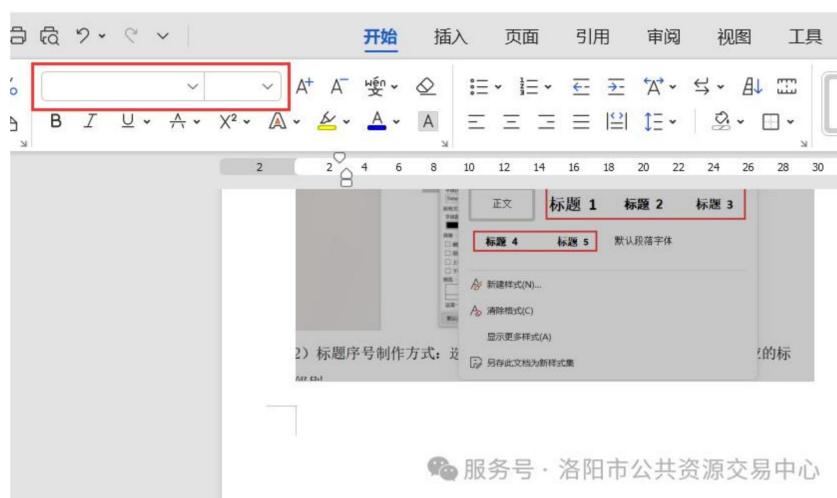 开始 插入 页面 引用 审阅 视图 工具
A+ A- wén 变
B I U A X² A A A
2 2 4 6 8 10 12 14 16 18 20 22 24 26 28 30
正文 标题 1 标题 2 标题 3
标题 4 标题 5 默认段落字体
新建样式(N)...
清除格式(C)
显示更多样式(A)
2）标题序号制作方式：选 的标
另存此文档为新样式集
服务号 · 洛阳市公共资源交易中心